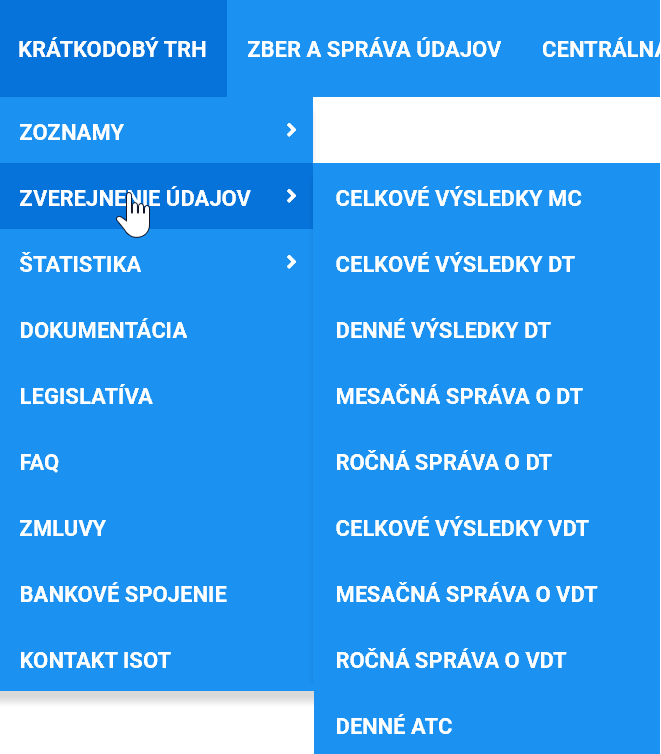 KRÁTKODOBÝ TRH
ZBER A SPRÁVA ÚDAJOV
CENTRÁLNA
ZOZNAMY
ZVEREJNENIE ÚDAJOV
ŠTATISTIKA
DOKUMENTÁCIA
LEGISLATÍVA
FAQ
ZMLUVY
BANKOVÉ SPOJENIE
KONTAKT ISOT
CELKOVÉ VÝSLEDKY MC
CELKOVÉ VÝSLEDKY DT
DENNÉ VÝSLEDKY DT
MESAČNÁ SPRÁVA O DT
ROČNÁ SPRÁVA O DT
CELKOVÉ VÝSLEDKY VDT
MESAČNÁ SPRÁVA O VDT
ROČNÁ SPRÁVA O VDT
DENNÉ ATC